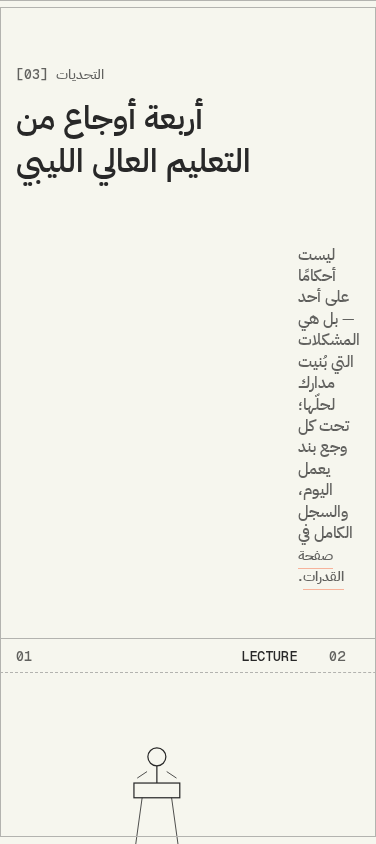 [03] التحديات
أربعة أوجاع من
التعليم العالي الليبي
ليست
أحكامًا
على أحد
— بل هي
المشكلات
التي بُنيت
مدارك
لحلّها؛
تحت كل
وجع بند
يعمل
اليوم،
والسجل
الكامل في
صفحة
القدرات.
01 LECTURE 02